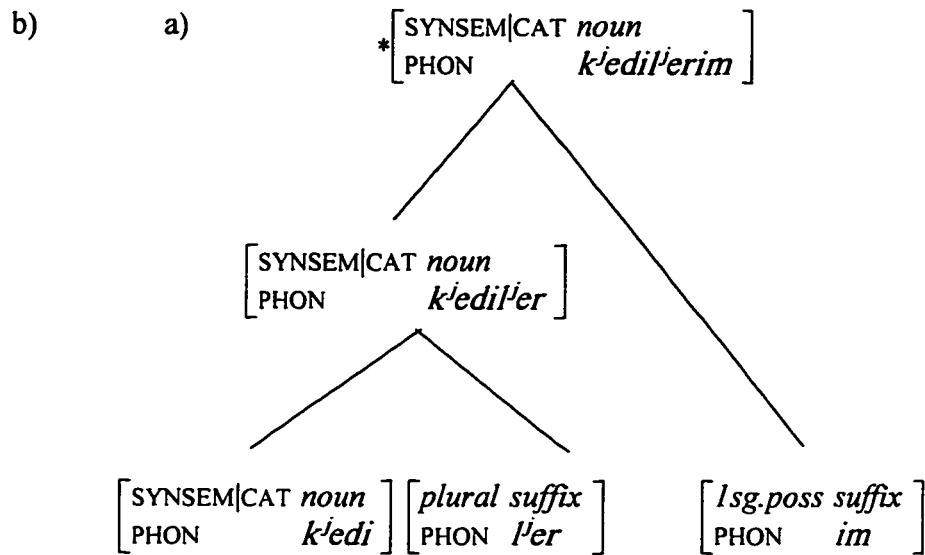 b) a)
*[SYNSEM|CAT noun
PHON kʲedilʲerim]
[SYNSEM|CAT noun
PHON kʲedilʲer]
[SYNSEM|CAT noun] [plural suffix] [1sg.poss suffix]
[PHON kʲedi] [PHON lʲer] [PHON im]